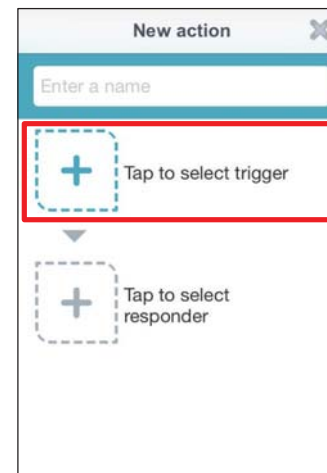 New action
Enter a name
Tap to select trigger
Tap to select
responder